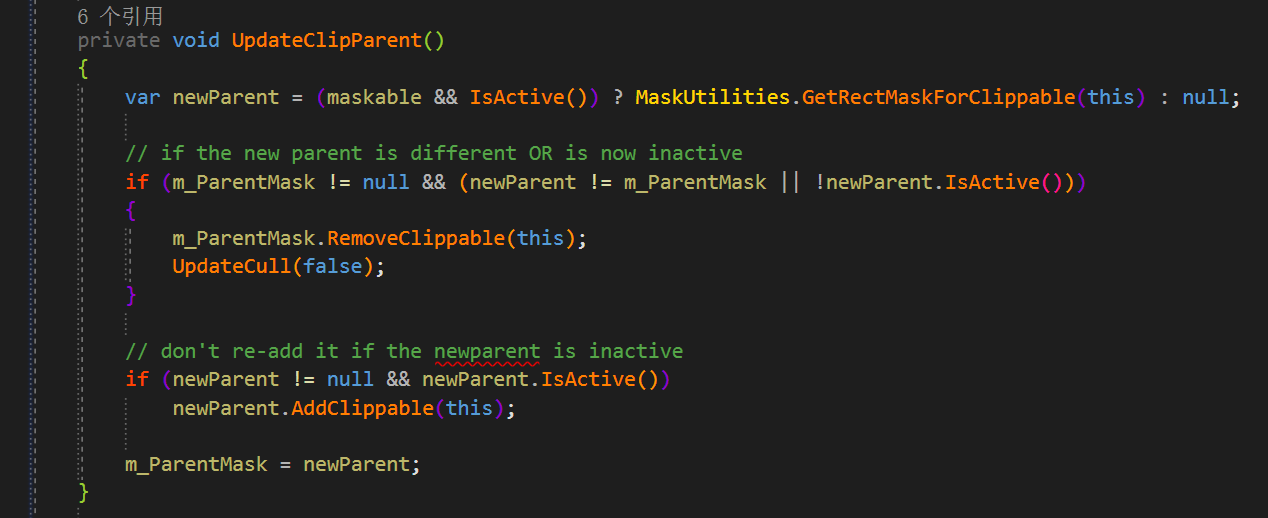 6 个引用
private void UpdateClipParent()
{
var newParent = (maskable && IsActive()) ? MaskUtilities.GetRectMaskForClippable(this) : null;
// if the new parent is different OR is now inactive
if (m_ParentMask != null && (newParent != m_ParentMask || !newParent.IsActive()))
{
m_ParentMask.RemoveClippable(this);
UpdateCull(false);
}
// don't re-add it if the newparent is inactive
if (newParent != null && newParent.IsActive())
newParent.AddClippable(this);
m_ParentMask = newParent;
}